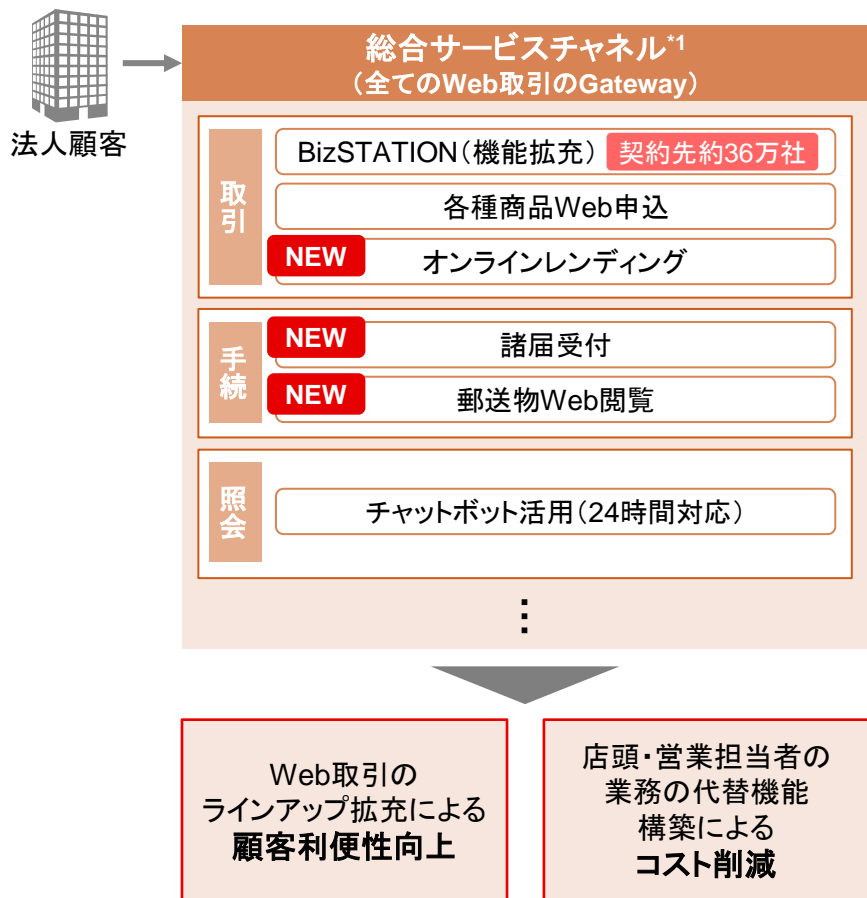 総合サービスチャネル*1
(全てのWeb取引のGateway)
法人顧客
取引
BizSTATION(機能拡充) 契約先約36万社
各種商品Web申込
NEW オンラインレンディング
手続
NEW 諸届受付
NEW 郵送物Web閲覧
照会
チャットボット活用(24時間対応)
⋮
Web取引の
ラインアップ拡充による
顧客利便性向上
店頭・営業担当者の
業務の代替機能
構築による
コスト削減